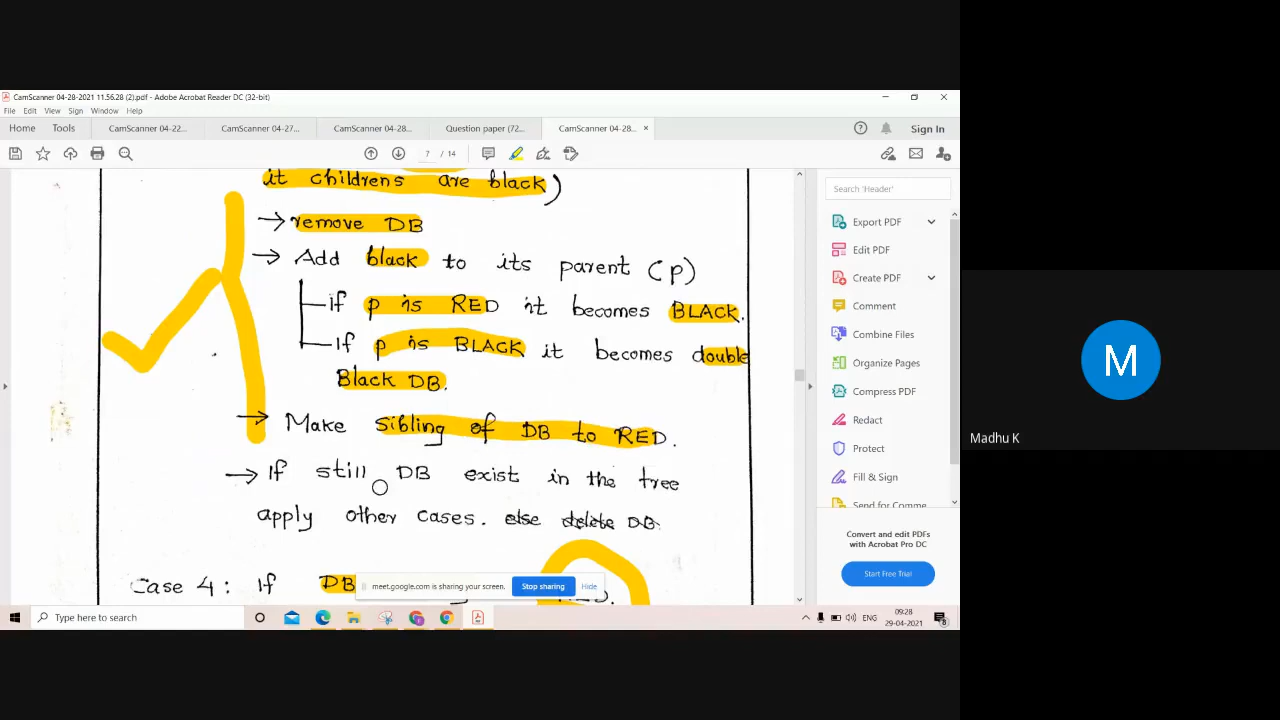 CamScanner 04-28-2021 11.56.28 (2).pdf - Adobe Acrobat Reader DC (32-bit)
File Edit View Sign Window Help
Home Tools CamScanner 04-22... CamScanner 04-27... CamScanner 04-28... Question paper (72... CamScanner 04-28... × Sign In
7 / 14
it childrens are black)
→ remove DB
→ Add black to its parent (p)
if p is RED it becomes BLACK.
If p is BLACK it becomes double
Black DB.
→ Make sibling of DB to RED.
→ If still DB exist in the tree
apply other cases. else delete DB.
Case 4: If DB
meet.google.com is sharing your screen. Stop sharing Hide
Search 'Header'
Export PDF
Edit PDF
Create PDF
Comment
Combine Files
Organize Pages
Compress PDF
Redact
Protect
Fill & Sign
Send for Comme
Convert and edit PDFs
with Acrobat Pro DC
Start Free Trial
Type here to search
ENG
09:28
29-04-2021
8
M
Madhu K